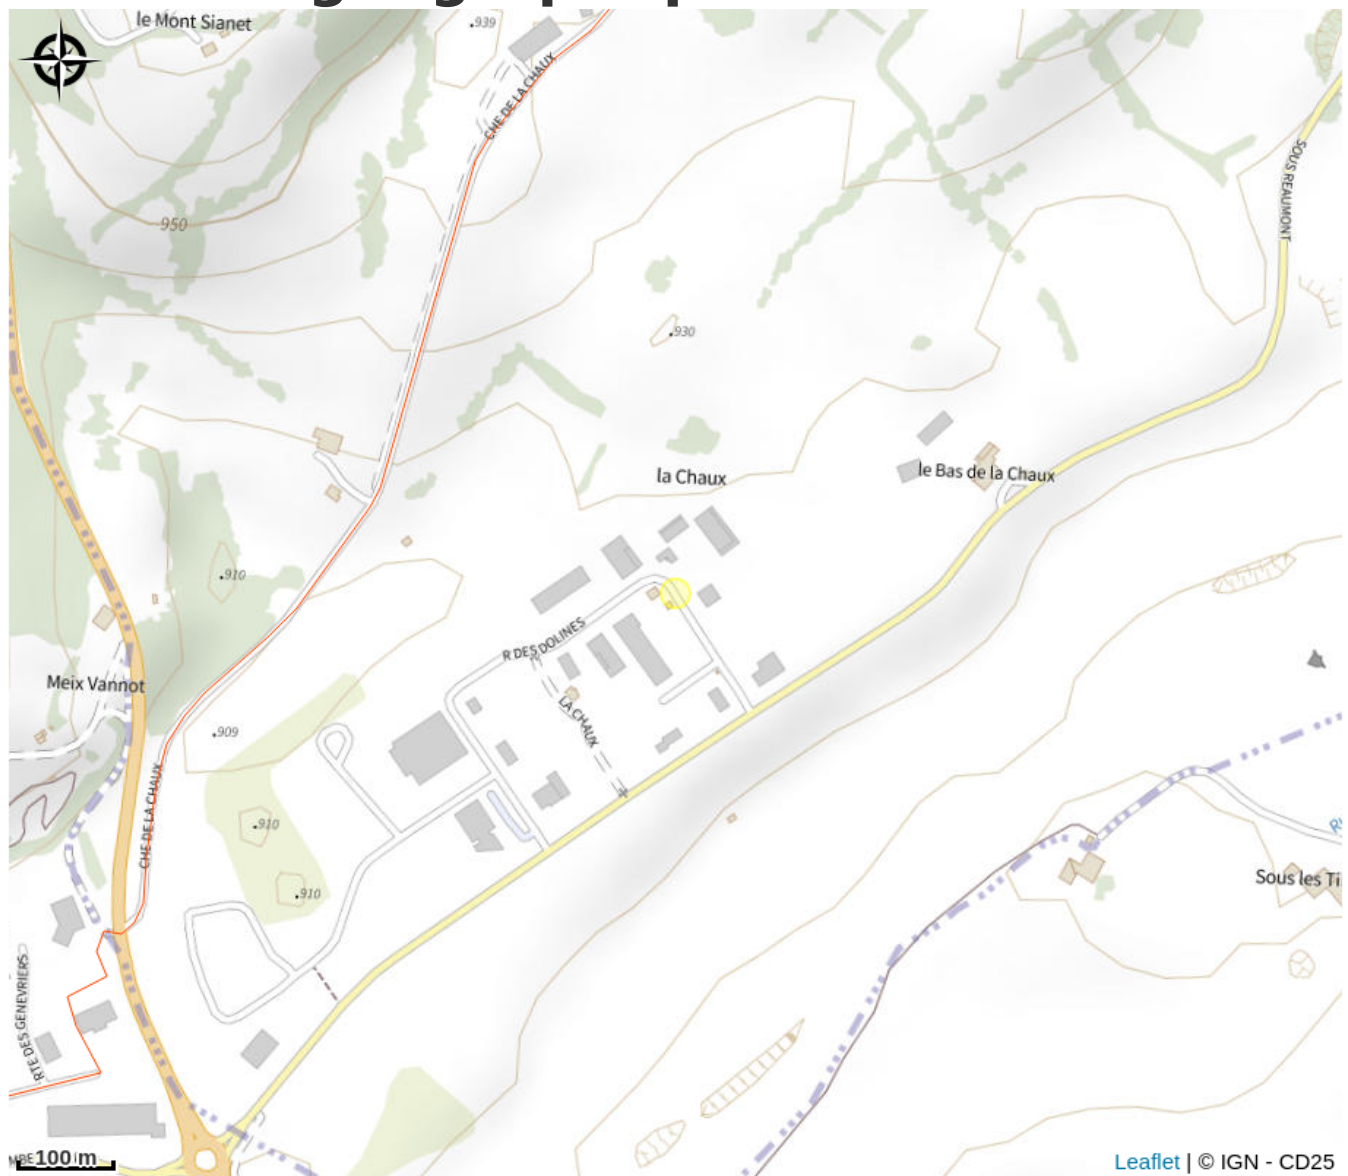 le Mont Sianet
939
CHE DE LA CHAUX
SOUS REAUMONT
950
930
la Chaux
le Bas de la Chaux
910
R DES DOLINES
Meix Vannot
LA CHAUX
909
CHE DE LA CHAUX
910
910
Sous les Ti
RTE DES GENEVRIERS
100 m
Leaflet | © IGN - CD25